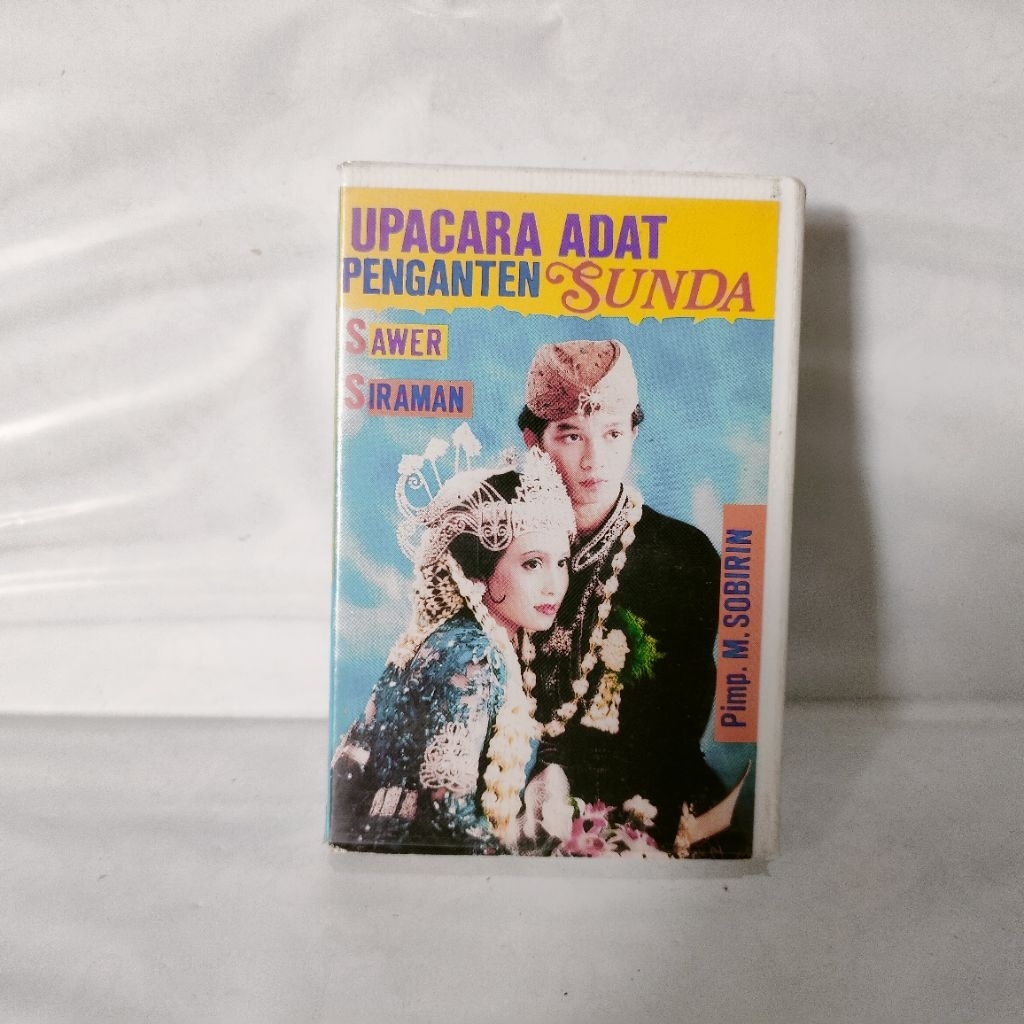 UPACARA ADAT
PENGANTEN SUNDA
SAWER
SIRAMAN
Pimp. M. SOBIRIN